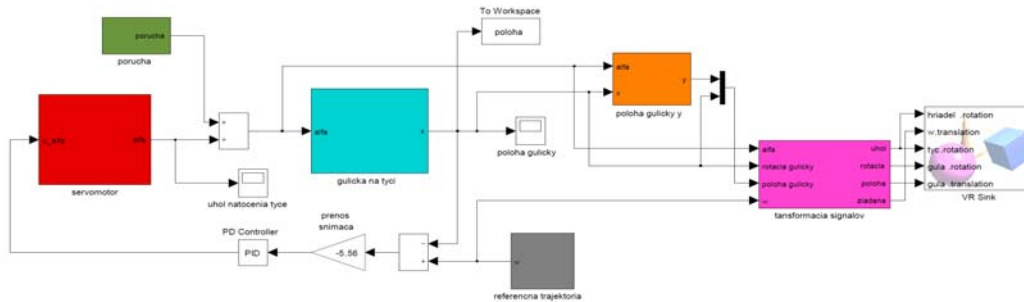 To Workspace
poloha
porucha
porucha
+
+
alfa
x
poloha gulicky
alfa
x
y
poloha gulicky y
u_alfa
alfa
servomotor
uhol natocenia tyce
gulicka na tyci
hriadel .rotation
w.translation
tyc.rotation
gula .rotation
gula .translation
VR Sink
alfa
rotacia gulicky
poloha gulicky
w
uhol
rotacia
poloha
ziadana
tansformacia signalov
PD Controller
PID
prenos
snimaca
-5.56
−
+
w
referencna trajektoria